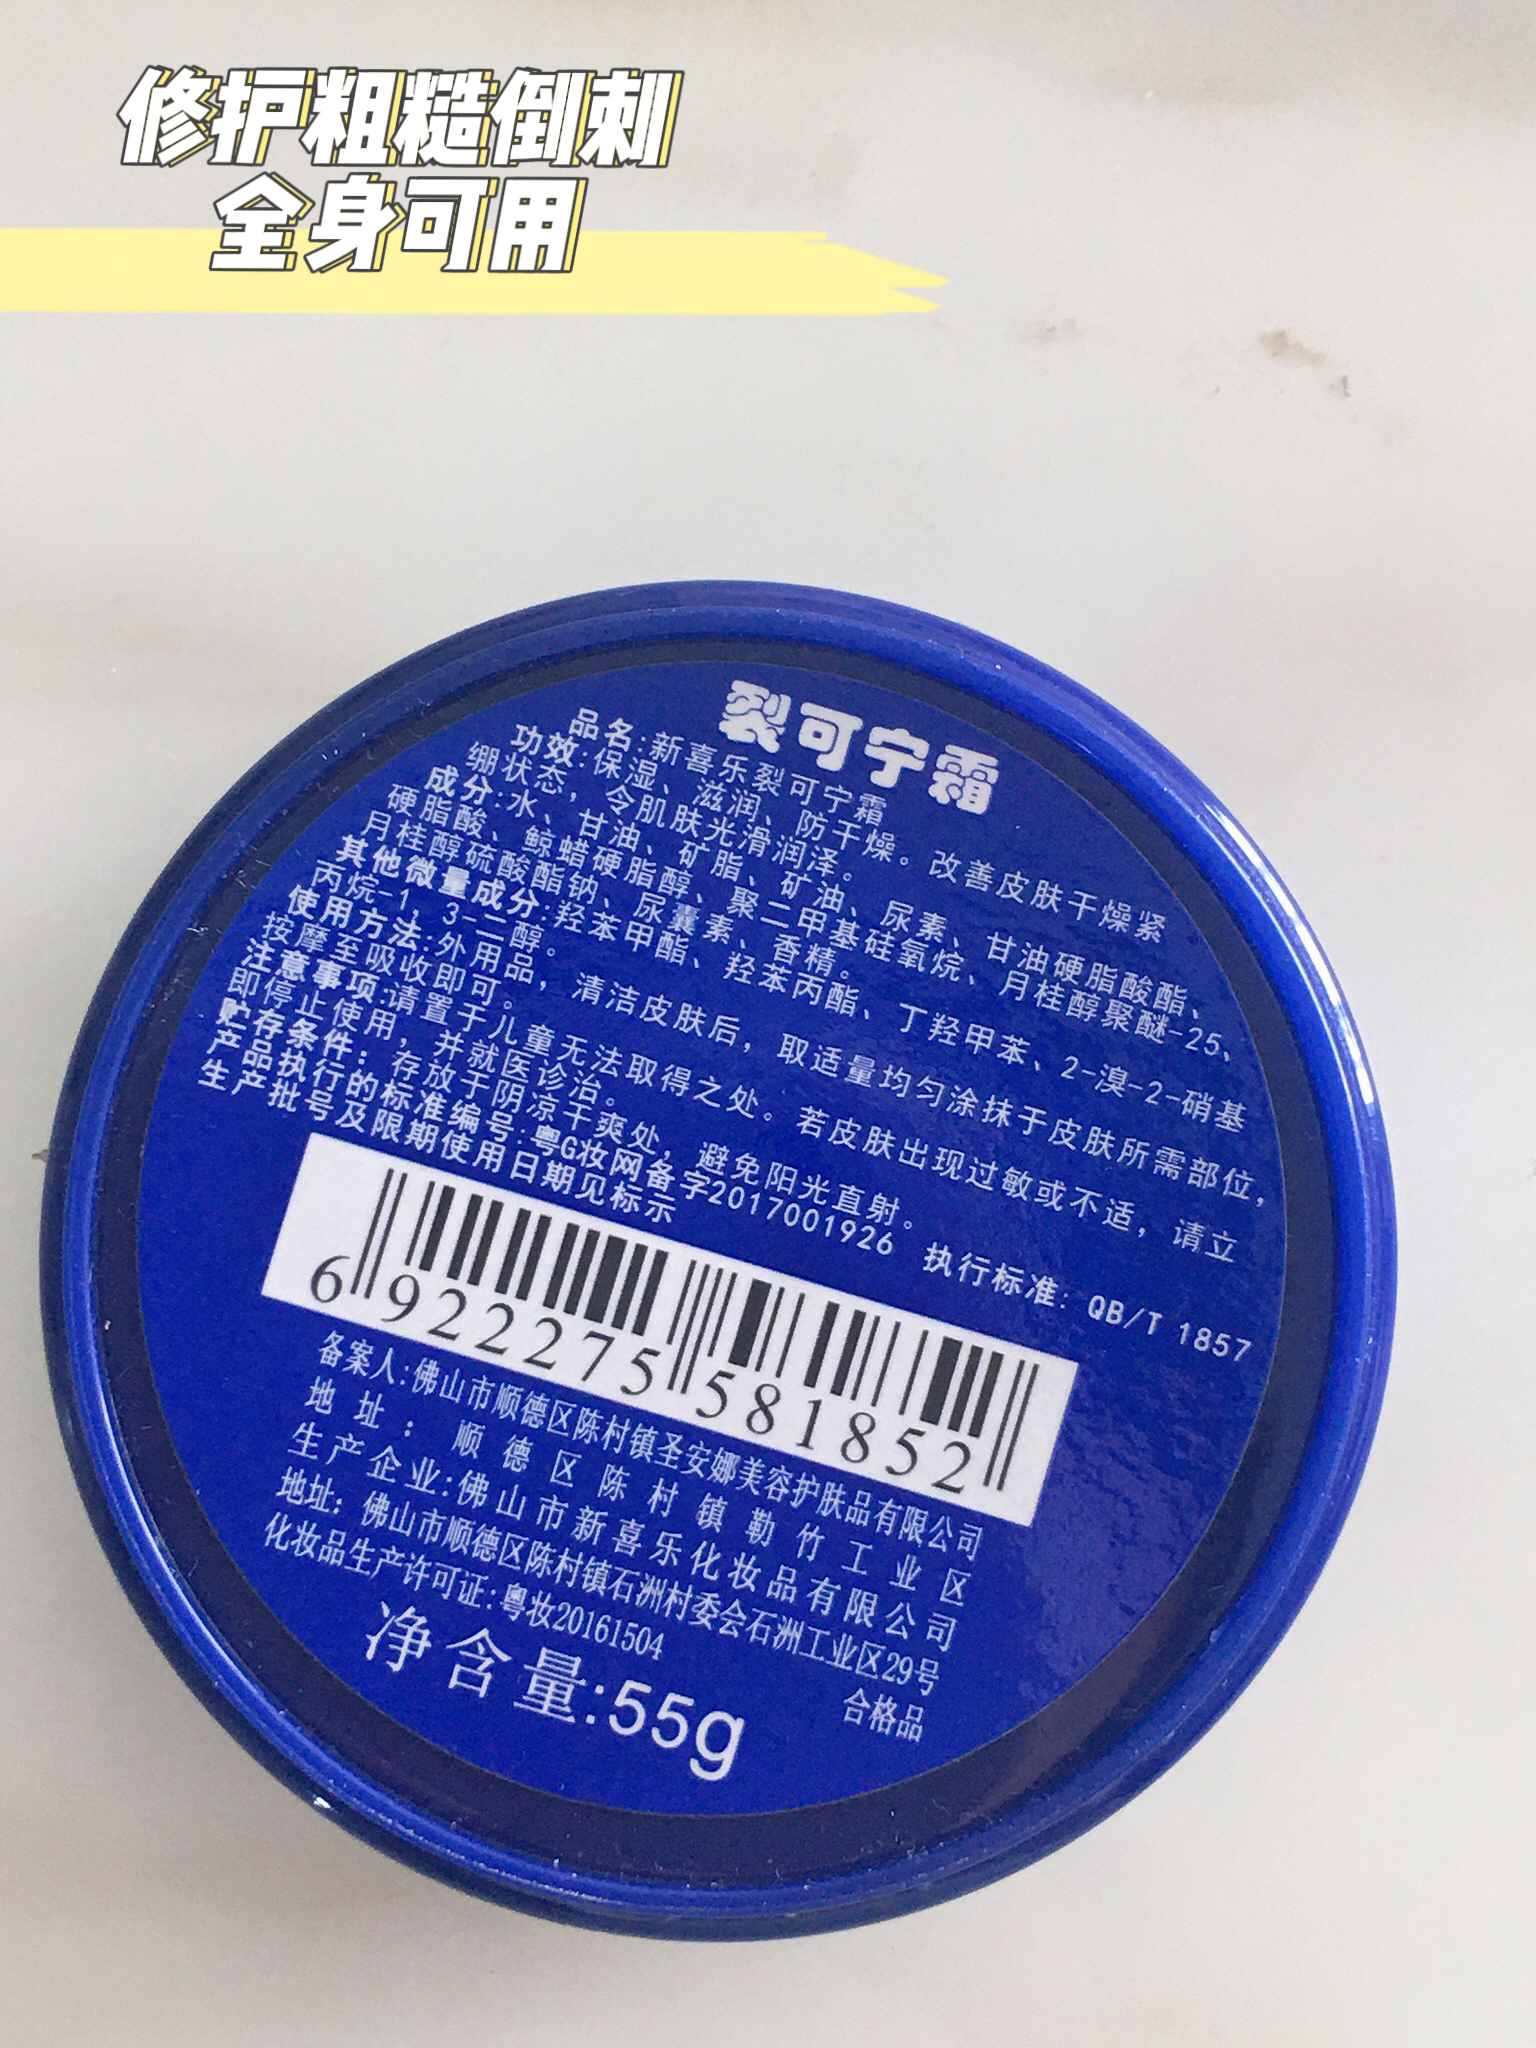 修护粗糙倒刺
全身可用
裂可宁霜
品名:新喜乐裂可宁霜
功效:保湿、滋润、防干燥。改善皮肤干燥紧
绷状态，令肌肤光滑润泽。
成分:水、甘油、矿脂、矿油、尿素、甘油硬脂酸酯、
硬脂酸、鲸蜡硬脂醇、聚二甲基硅氧烷、月桂醇聚醚-25、
月桂醇硫酸酯钠、尿囊素、香精。
其他微量成分:羟苯甲酯、羟苯丙酯、丁羟甲苯、2-溴-2-硝基
丙烷-1，3-二醇。
使用方法:外用品，清洁皮肤后，取适量均匀涂抹于皮肤所需部位，
按摩至吸收即可。
注意事项:请置于儿童无法取得之处。若皮肤出现过敏或不适，请立
即停止使用，并就医诊治。
贮存条件：存放于阴凉干爽处，避免阳光直射。
产品执行的标准编号:粤G妆网备字2017001926 执行标准：QB/T 1857
生产批号及限期使用日期见标示
6922275581852
备案人:佛山市顺德区陈村镇圣安娜美容护肤品有限公司
地址：顺德区陈村镇勒竹工业区
生产企业:佛山市新喜乐化妆品有限公司
地址：佛山市顺德区陈村镇石洲村委会石洲工业区29号
化妆品生产许可证:粤妆20161504
合格品
净含量:55g